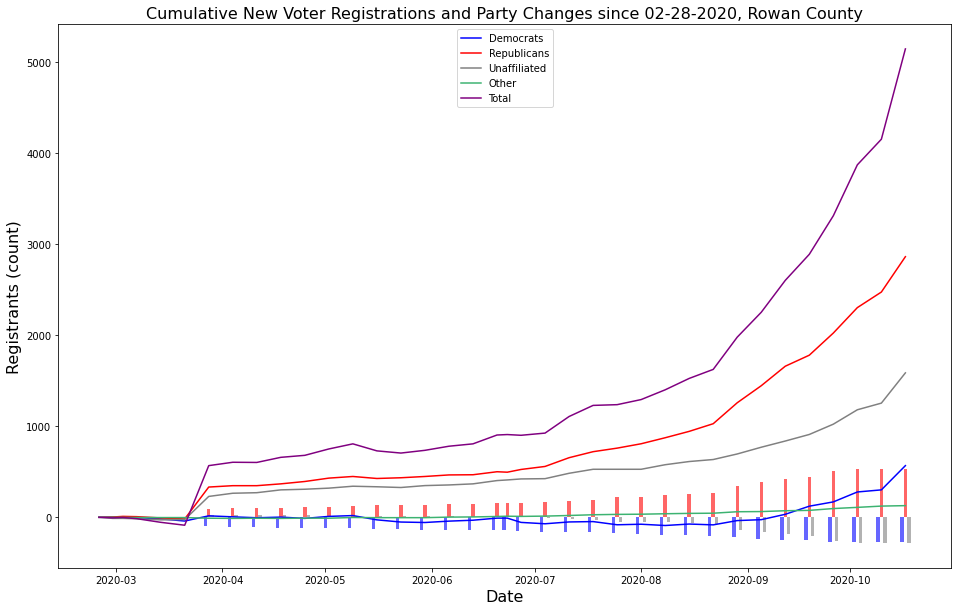 Cumulative New Voter Registrations and Party Changes since 02-28-2020, Rowan County
Democrats
Republicans
Unaffiliated
Other
Total
5000
4000
3000
2000
1000
0
Registrants (count)
2020-03 2020-04 2020-05 2020-06 2020-07 2020-08 2020-09 2020-10
Date